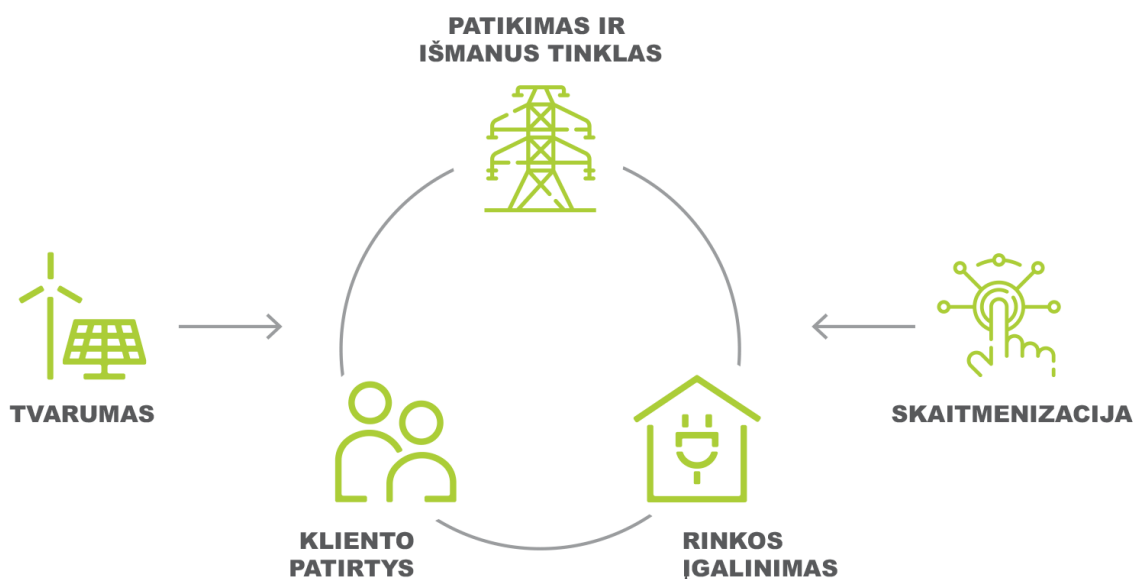 PATIKIMAS IR
IŠMANUS TINKLAS
TVARUMAS
SKAITMENIZACIJA
KLIENTO
PATIRTYS
RINKOS
ĮGALINIMAS